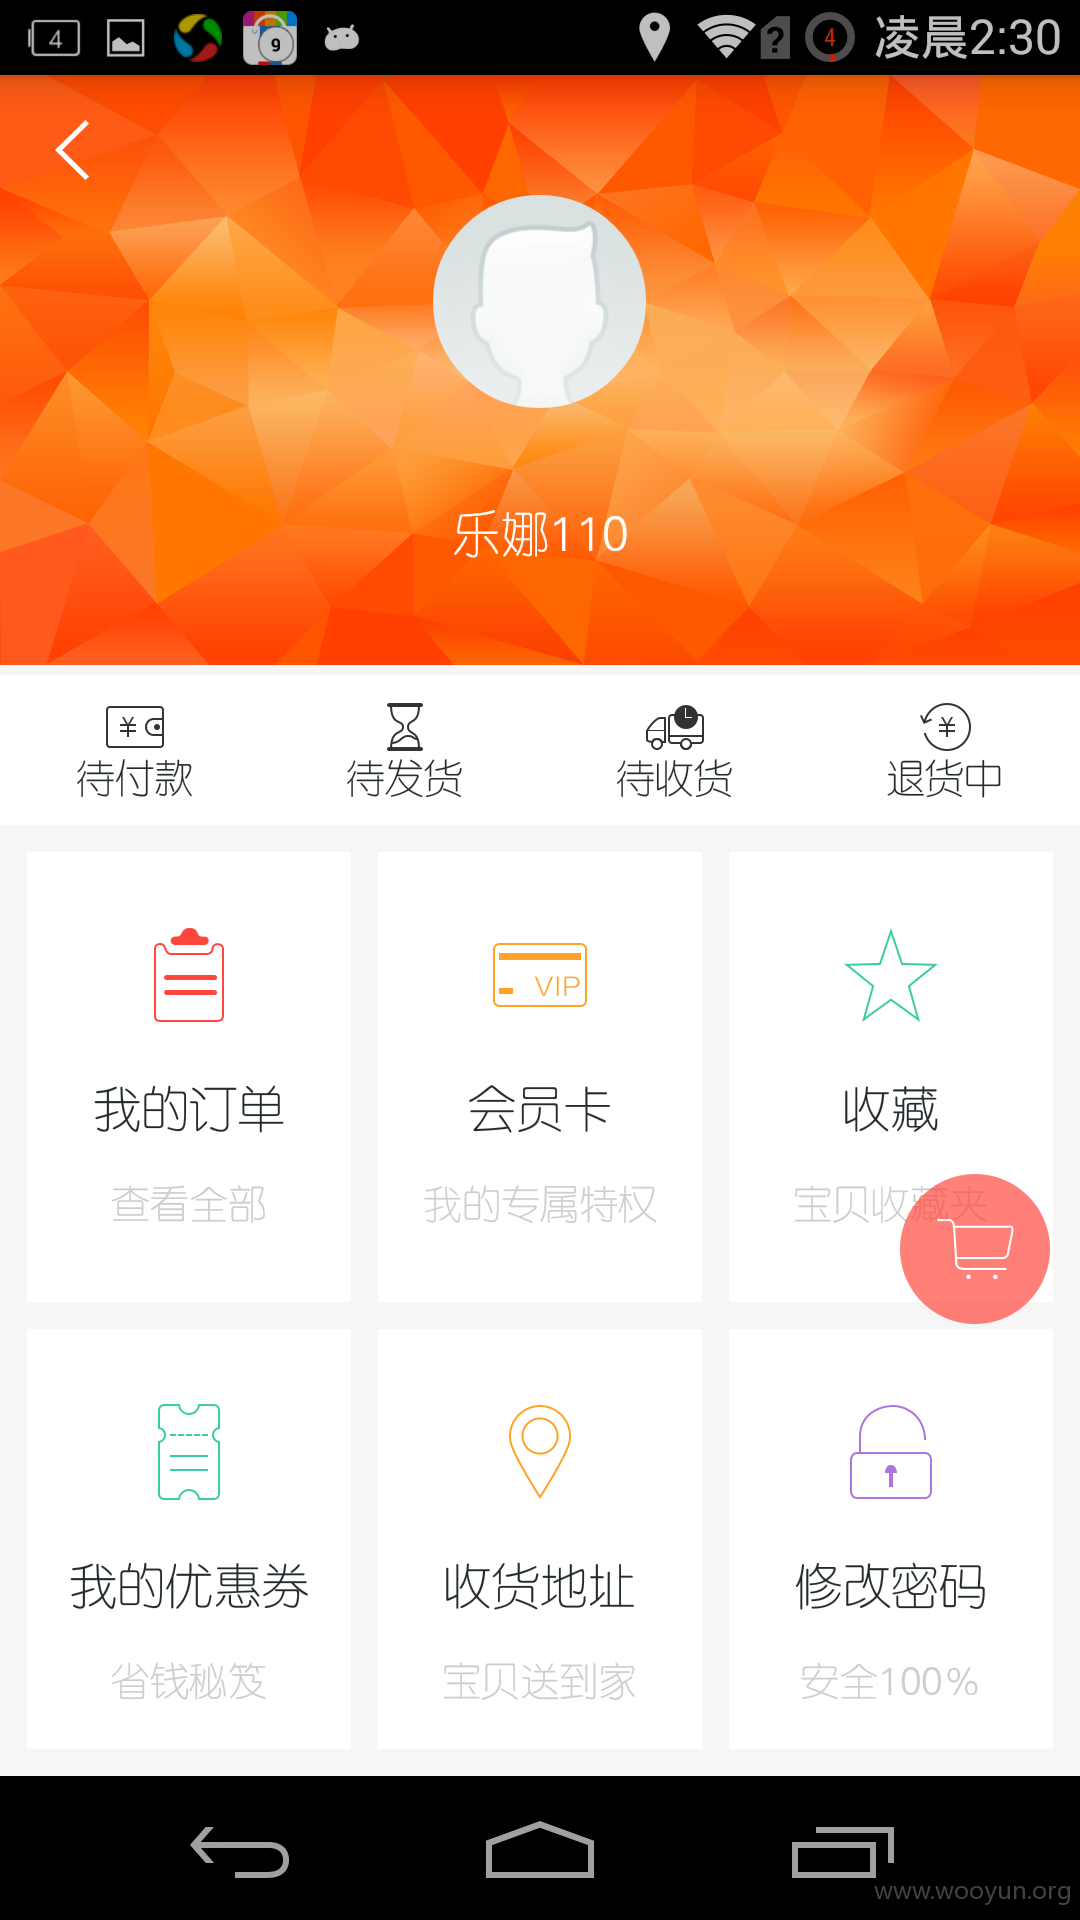 4 9 ? 4 凌晨2:30
乐娜110
待付款 待发货 待收货 退货中
VIP
我的订单 会员卡 收藏
查看全部 我的专属特权 宝贝收藏夹
我的优惠券 收货地址 修改密码
省钱秘笈 宝贝送到家 安全100%
www.wooyun.org